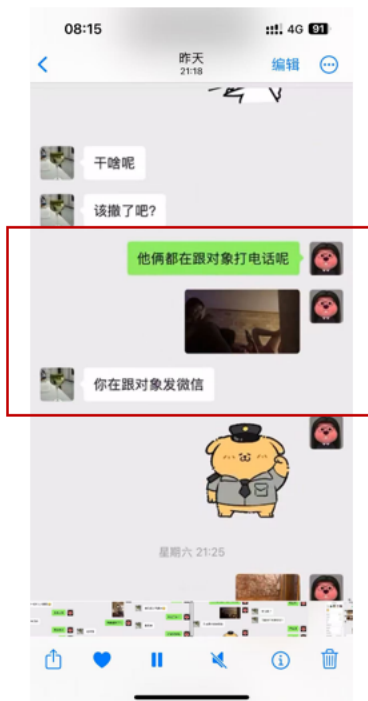 08:15
4G 91
昨天
21:18
编辑
干啥呢
该撤了吧?
他俩都在跟对象打电话呢
你在跟对象发微信
星期六 21:25